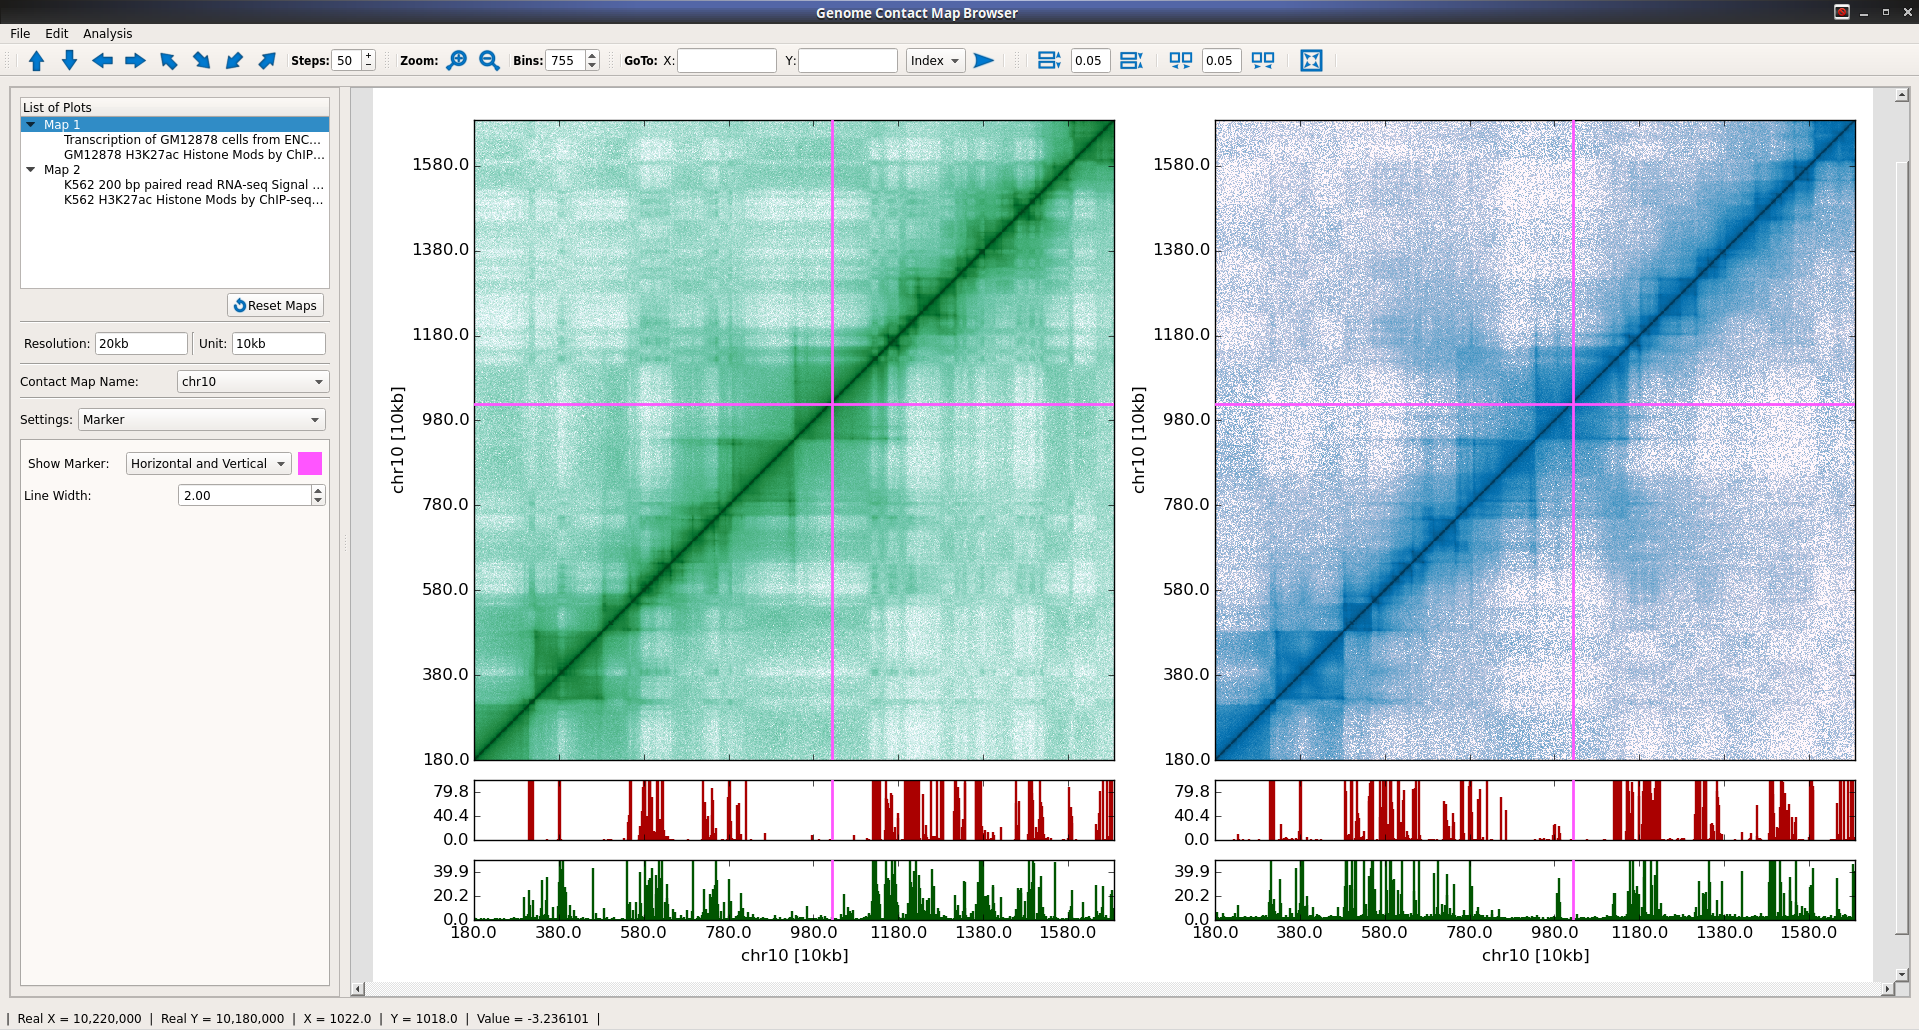 Genome Contact Map Browser
File Edit Analysis
Steps: 50 Zoom: Bins: 755 GoTo: X: Y: Index 0.05 0.05
List of Plots
Map 1
Transcription of GM12878 cells from ENC...
GM12878 H3K27ac Histone Mods by ChIP...
Map 2
K562 200 bp paired read RNA-seq Signal ...
K562 H3K27ac Histone Mods by ChIP-seq...
Reset Maps
Resolution: 20kb Unit: 10kb
Contact Map Name: chr10
Settings: Marker
Show Marker: Horizontal and Vertical
Line Width: 2.00
chr10 [10kb]
1580.0
1380.0
1180.0
980.0
780.0
580.0
380.0
180.0
79.8
40.4
0.0
39.9
20.2
0.0
180.0 380.0 580.0 780.0 980.0 1180.0 1380.0 1580.0
chr10 [10kb]
chr10 [10kb]
1580.0
1380.0
1180.0
980.0
780.0
580.0
380.0
180.0
79.8
40.4
0.0
39.9
20.2
0.0
180.0 380.0 580.0 780.0 980.0 1180.0 1380.0 1580.0
chr10 [10kb]
| Real X = 10,220,000 | Real Y = 10,180,000 | X = 1022.0 | Y = 1018.0 | Value = -3.236101 |